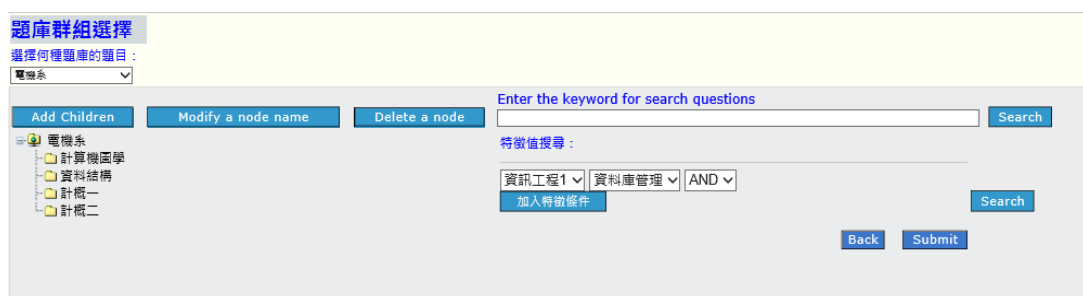 題庫群組選擇
選擇何種題庫的題目：
電機系
Enter the keyword for search questions
Add Children Modify a node name Delete a node Search
電機系
特徵值搜尋：
計算機圖學
資料結構
資訊工程1 資料庫管理 AND
計概一
加入特徵條件 Search
計概二
Back Submit